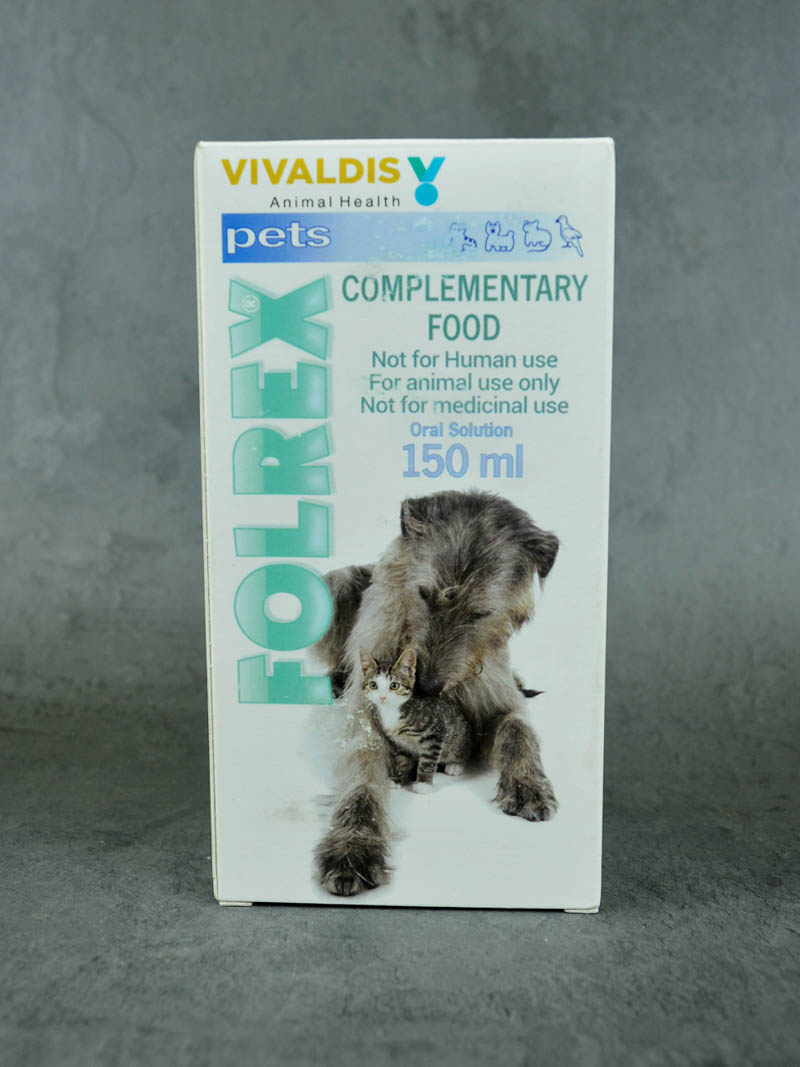 VIVALDIS
Animal Health
pets
FOLREX®
COMPLEMENTARY
FOOD
Not for Human use
For animal use only
Not for medicinal use
Oral Solution
150 ml